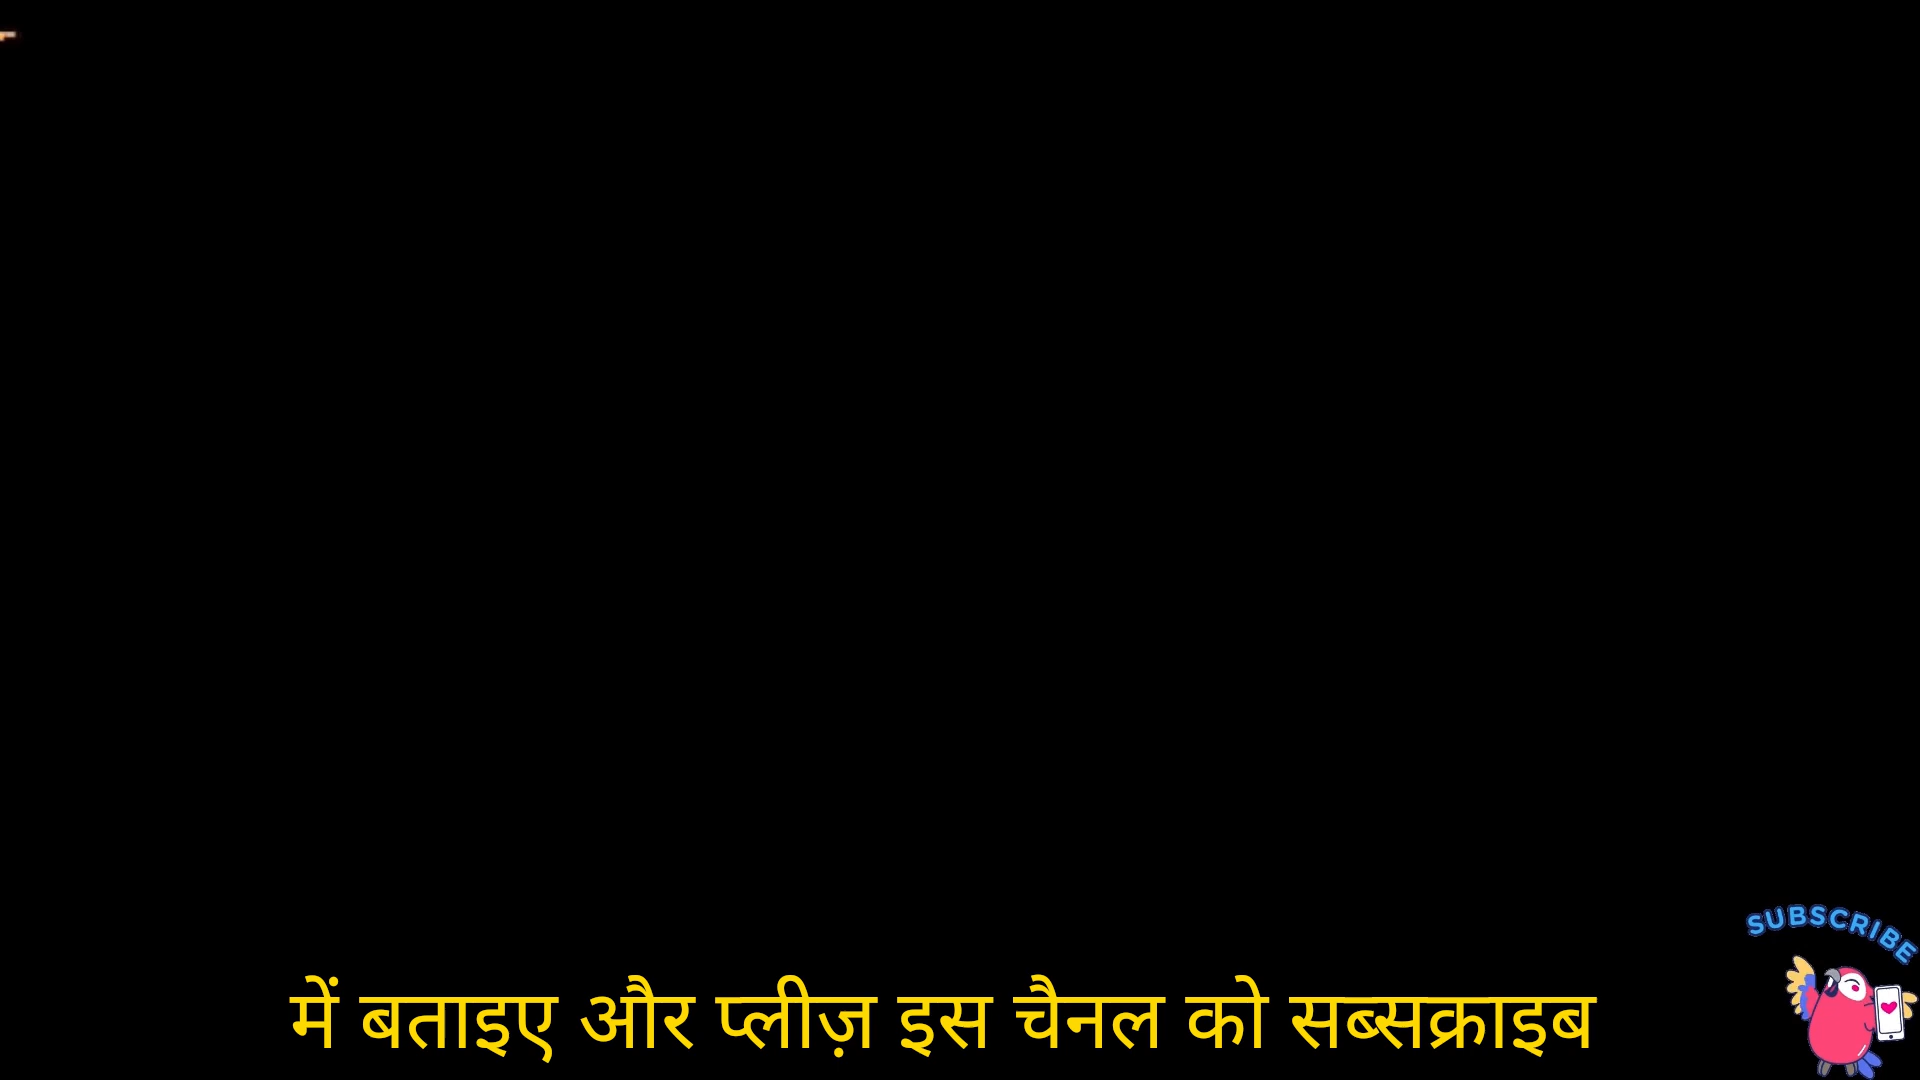 SUBSCRIBE
में बताइए और प्लीज़ इस चैनल को सब्सक्राइब